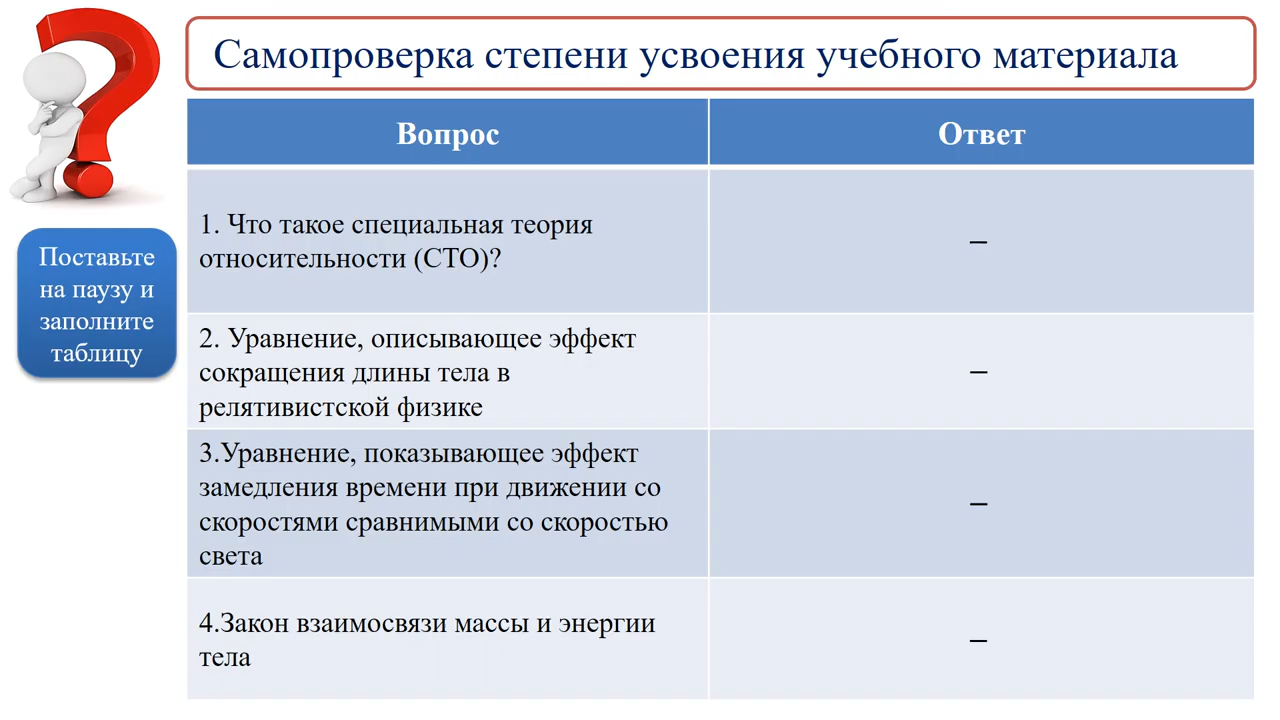 Самопроверка степени усвоения учебного материала
Поставьте
на паузу и
заполните
таблицу
Вопрос
Ответ
1. Что такое специальная теория
относительности (СТО)?
–
2. Уравнение, описывающее эффект
сокращения длины тела в
релятивистской физике
–
3.Уравнение, показывающее эффект
замедления времени при движении со
скоростями сравнимыми со скоростью
света
–
4.Закон взаимосвязи массы и энергии
тела
–